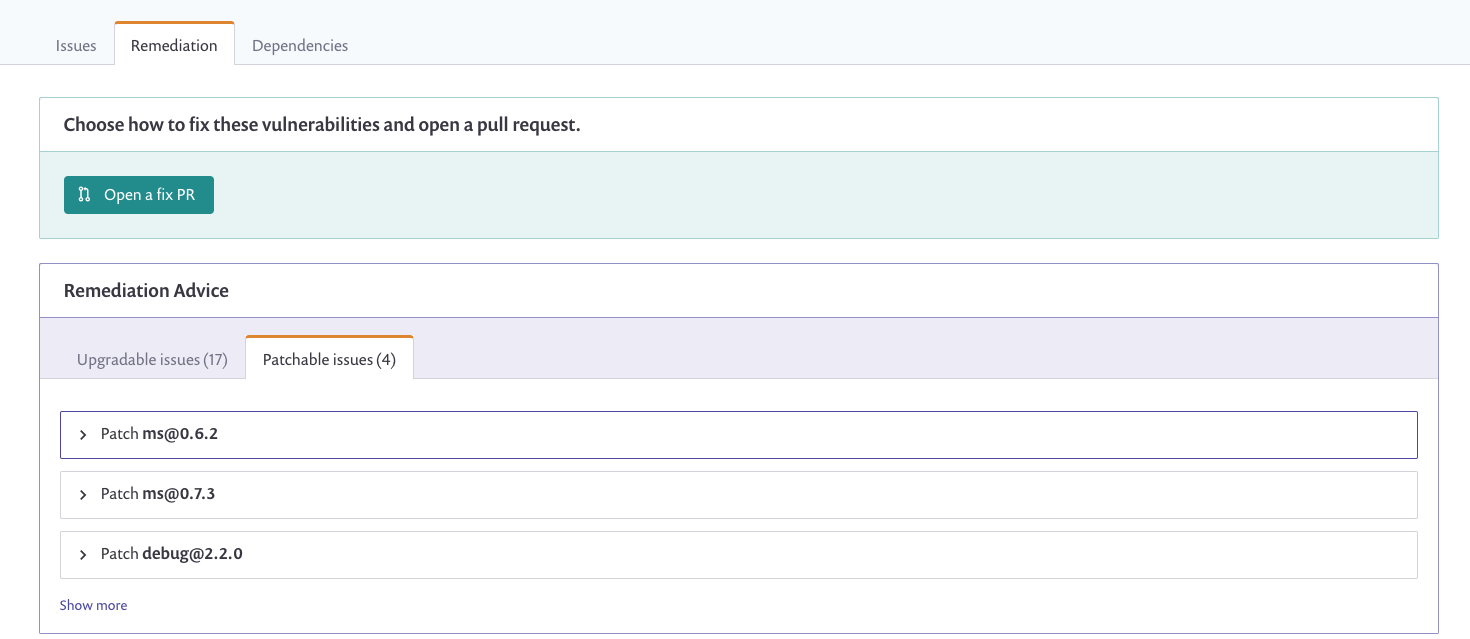 Issues Remediation Dependencies
Choose how to fix these vulnerabilities and open a pull request.
Open a fix PR
Remediation Advice
Upgradable issues (17) Patchable issues (4)
Patch ms@0.6.2
Patch ms@0.7.3
Patch debug@2.2.0
Show more